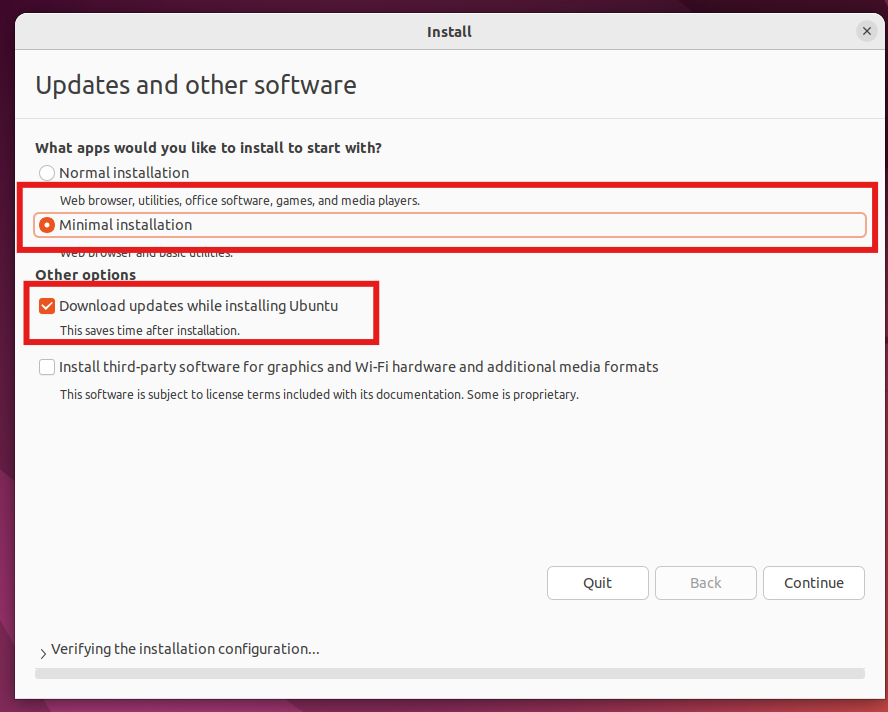 Install
Updates and other software
What apps would you like to install to start with?
Normal installation
Web browser, utilities, office software, games, and media players.
Minimal installation
Web browser and basic utilities.
Other options
Download updates while installing Ubuntu
This saves time after installation.
Install third-party software for graphics and Wi-Fi hardware and additional media formats
This software is subject to license terms included with its documentation. Some is proprietary.
Quit
Back
Continue
Verifying the installation configuration...